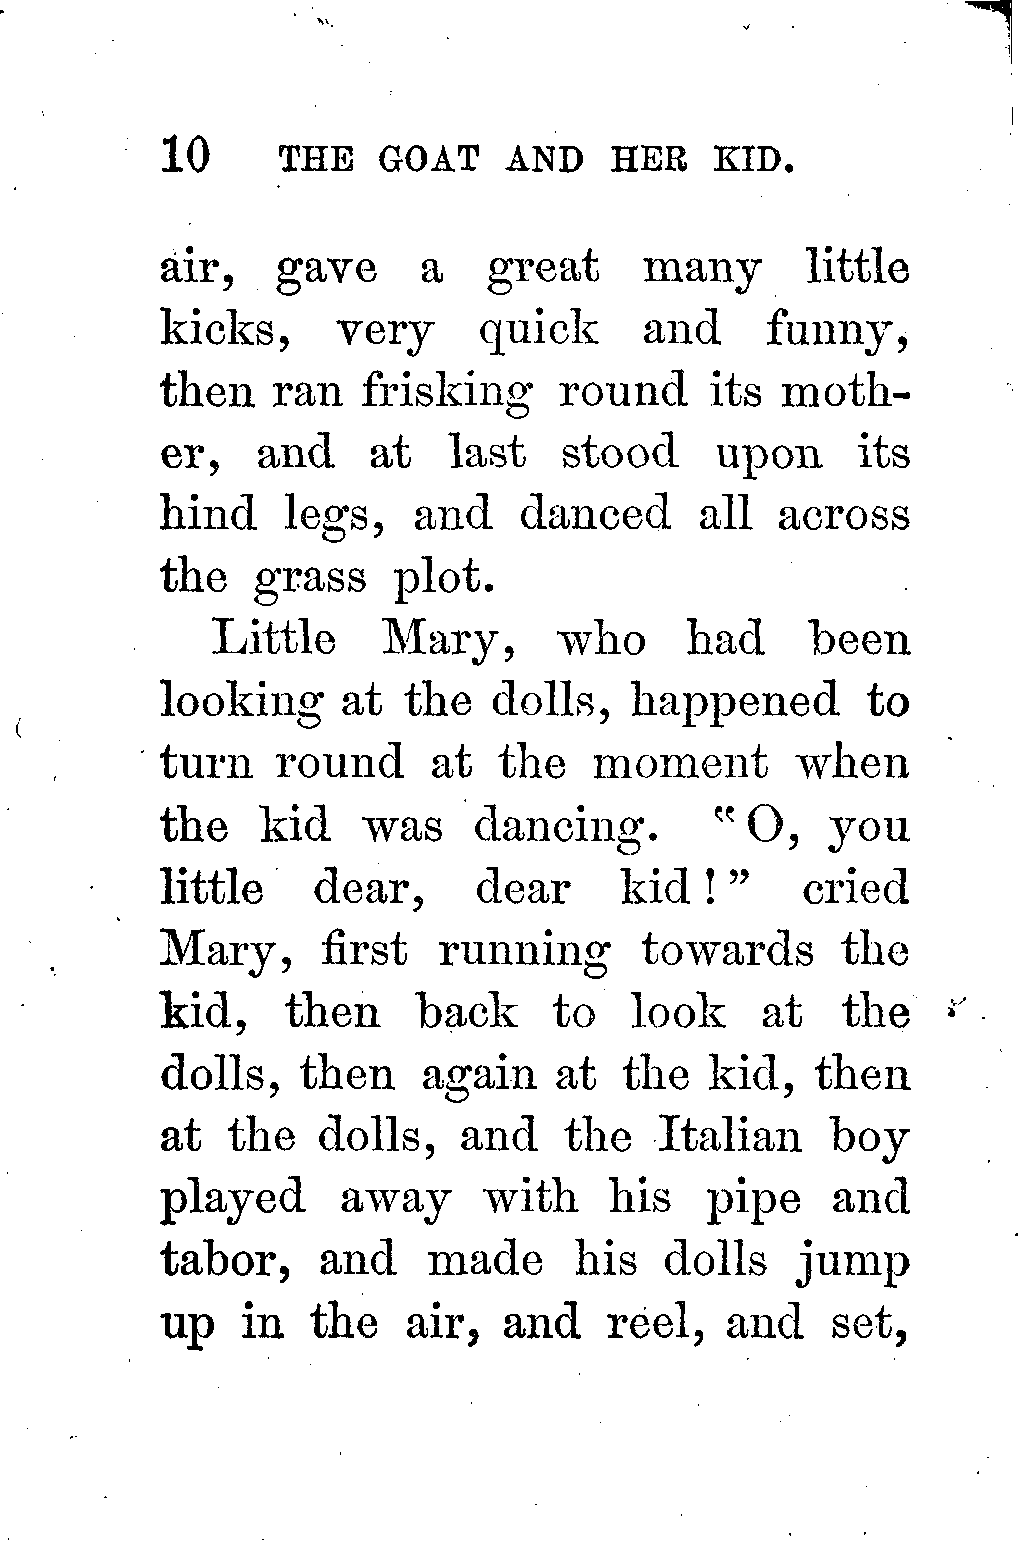 10 THE GOAT AND HER KID.
air, gave a great many little
kicks, very quick and funny,
then ran frisking round its moth-
er, and at last stood upon its
hind legs, and danced all across
the grass plot.
Little Mary, who had been
looking at the dolls, happened to
turn round at the moment when
the kid was dancing. “O, you
little dear, dear kid!” cried
Mary, first running towards the
kid, then back to look at the
dolls, then again at the kid, then
at the dolls, and the Italian boy
played away with his pipe and
tabor, and made his dolls jump
up in the air, and reel, and set,